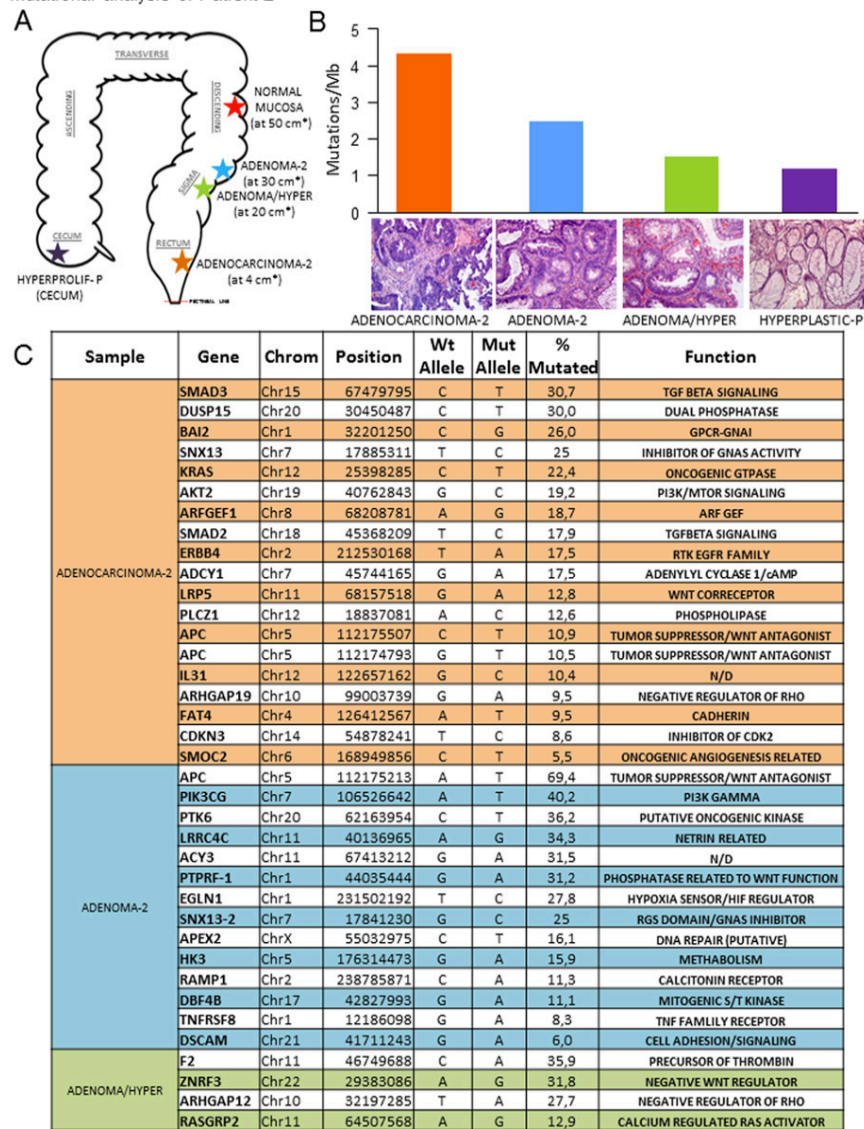 Mutational analysis of Patient 2
A
TRANSVERSE
ASCENDING
DESCENDING
NORMAL
MUCOSA
(at 50 cm*)
ADENOMA-2
(at 30 cm*)
SIGMA
ADENOMA/HYPER
(at 20 cm*)
CECUM
RECTUM
ADENOCARCINOMA-2
(at 4 cm*)
HYPERPROLIF-P
(CECUM)
PECTINEAL LINE
B
Mutations/Mb
5
4
3
2
1
0
ADENOCARCINOMA-2 ADENOMA-2 ADENOMA/HYPER HYPERPLASTIC-P
C
Sample Gene Chrom Position Wt Allele Mut Allele % Mutated Function
ADENOCARCINOMA-2
SMAD3 Chr15 67479795 C T 30,7 TGF BETA SIGNALING
DUSP15 Chr20 30450487 C T 30,0 DUAL PHOSPHATASE
BAI2 Chr1 32201250 C G 26,0 GPCR-GNAI
SNX13 Chr7 17885311 T C 25 INHIBITOR OF GNAS ACTIVITY
KRAS Chr12 25398285 C T 22,4 ONCOGENIC GTPASE
AKT2 Chr19 40762843 G C 19,2 PI3K/MTOR SIGNALING
ARFGEF1 Chr8 68208781 A G 18,7 ARF GEF
SMAD2 Chr18 45368209 T C 17,9 TGFBETA SIGNALING
ERBB4 Chr2 212530168 T A 17,5 RTK EGFR FAMILY
ADCY1 Chr7 45744165 G A 17,5 ADENYLYL CYCLASE 1/cAMP
LRP5 Chr11 68157518 G A 12,8 WNT CORRECEPTOR
PLCZ1 Chr12 18837081 A C 12,6 PHOSPHOLIPASE
APC Chr5 112175507 C T 10,9 TUMOR SUPPRESSOR/WNT ANTAGONIST
APC Chr5 112174793 G T 10,5 TUMOR SUPPRESSOR/WNT ANTAGONIST
IL31 Chr12 122657162 G C 10,4 N/D
ARHGAP19 Chr10 99003739 G A 9,5 NEGATIVE REGULATOR OF RHO
FAT4 Chr4 126412567 A T 9,5 CADHERIN
CDKN3 Chr14 54878241 T C 8,6 INHIBITOR OF CDK2
SMOC2 Chr6 168949856 C T 5,5 ONCOGENIC ANGIOGENESIS RELATED
ADENOMA-2
APC Chr5 112175213 A T 69,4 TUMOR SUPPRESSOR/WNT ANTAGONIST
PIK3CG Chr7 106526642 A T 40,2 PI3K GAMMA
PTK6 Chr20 62163954 C T 36,2 PUTATIVE ONCOGENIC KINASE
LRRC4C Chr11 40136965 A G 34,3 NETRIN RELATED
ACY3 Chr11 67413212 G A 31,5 N/D
PTPRF-1 Chr1 44035444 G A 31,2 PHOSPHATASE RELATED TO WNT FUNCTION
EGLN1 Chr1 231502192 T C 27,8 HYPOXIA SENSOR/HIF REGULATOR
SNX13-2 Chr7 17841230 G C 25 RGS DOMAIN/GNAS INHIBITOR
APEX2 ChrX 55032975 C T 16,1 DNA REPAIR (PUTATIVE)
HK3 Chr5 176314473 G A 15,9 METHABOLISM
RAMP1 Chr2 238785871 C A 11,3 CALCITONIN RECEPTOR
DBF4B Chr17 42827993 G A 11,1 MITOGENIC S/T KINASE
TNFRSF8 Chr1 12186098 G A 8,3 TNF FAMLILY RECEPTOR
DSCAM Chr21 41711243 G A 6,0 CELL ADHESION/SIGNALING
ADENOMA/HYPER
F2 Chr11 46749688 C A 35,9 PRECURSOR OF THROMBIN
ZNRF3 Chr22 29383086 A G 31,8 NEGATIVE WNT REGULATOR
ARHGAP12 Chr10 32197285 T A 27,7 NEGATIVE REGULATOR OF RHO
RASGRP2 Chr11 64507568 A G 12,9 CALCIUM REGULATED RAS ACTIVATOR